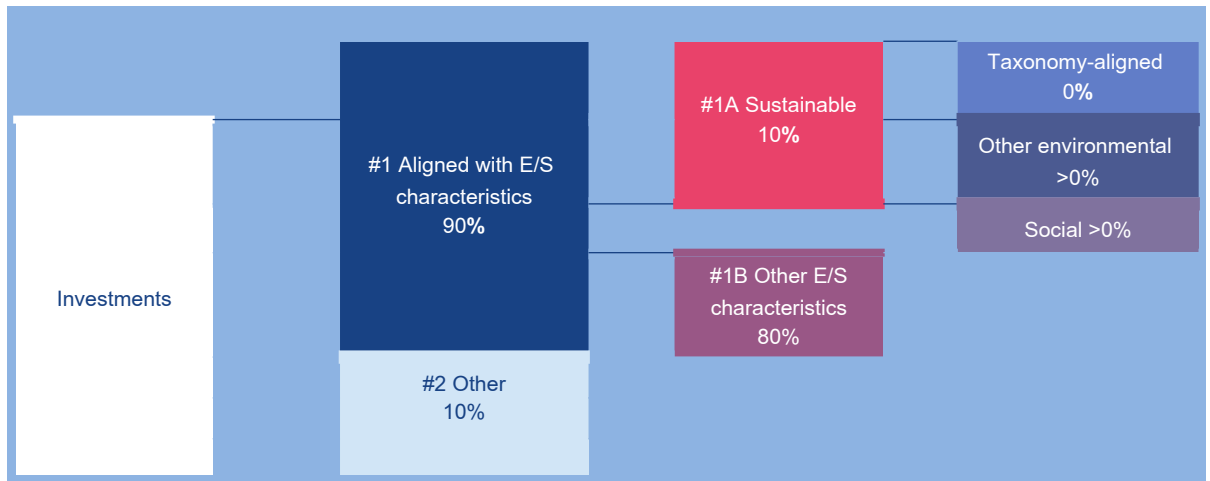 Investments
#1 Aligned with E/S
characteristics
90%
#2 Other
10%
#1A Sustainable
10%
#1B Other E/S
characteristics
80%
Taxonomy-aligned
0%
Other environmental
>0%
Social >0%